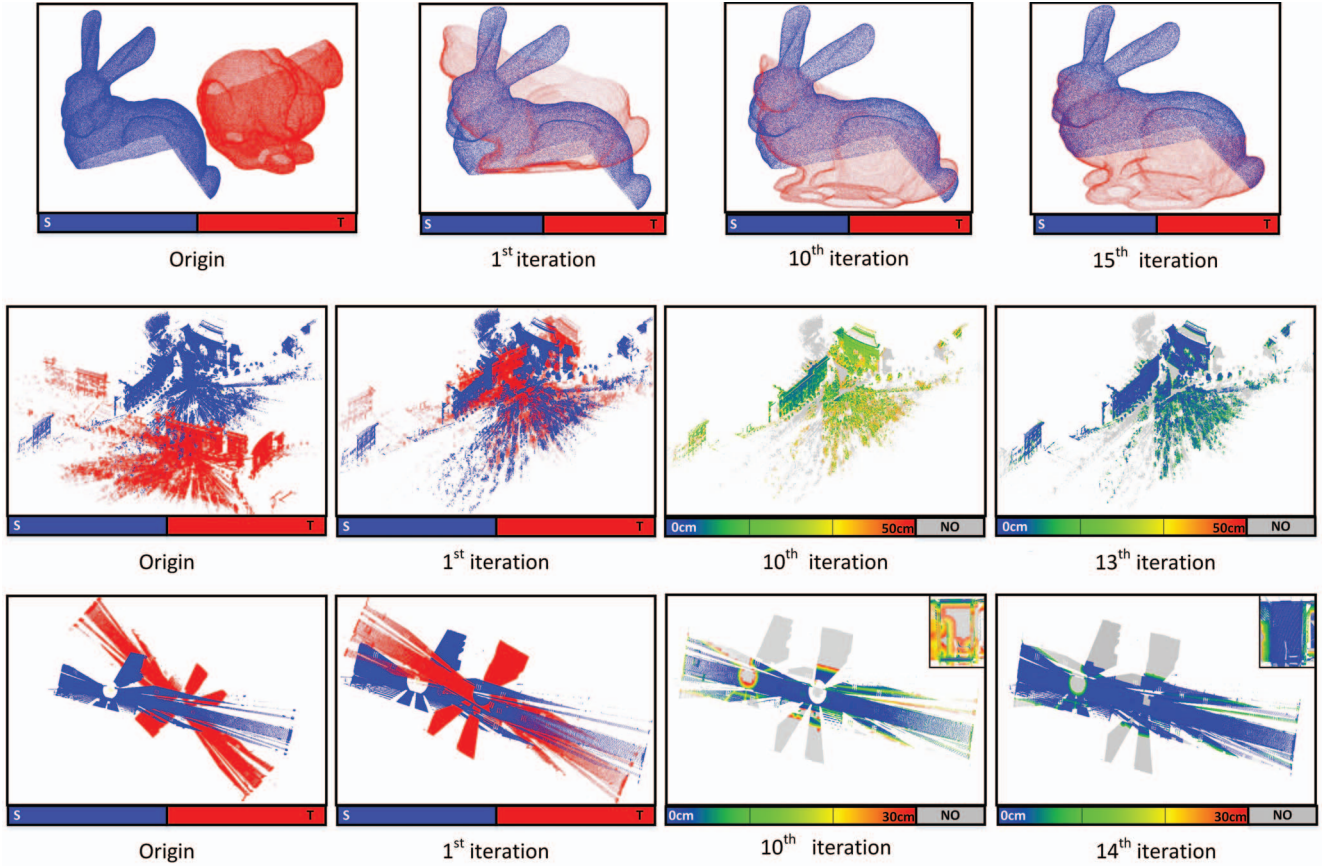 S T S T S T S T
Origin 1st iteration 10th iteration 15th iteration
S T S T 0cm 50cm NO 0cm 50cm NO
Origin 1st iteration 10th iteration 13th iteration
S T S T 0cm 30cm NO 0cm 30cm NO
Origin 1st iteration 10th iteration 14th iteration